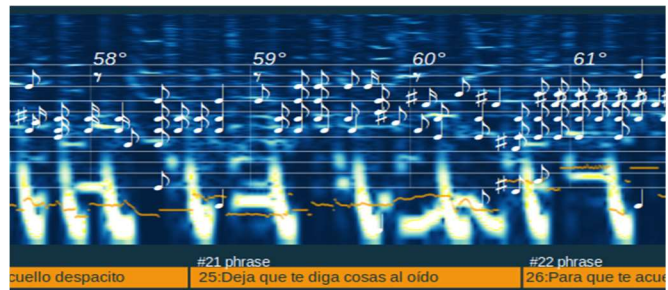 58° 59° 60° 61°
#21 phrase #22 phrase
cuello despacito 25:Deja que te diga cosas al oído 26:Para que te acue